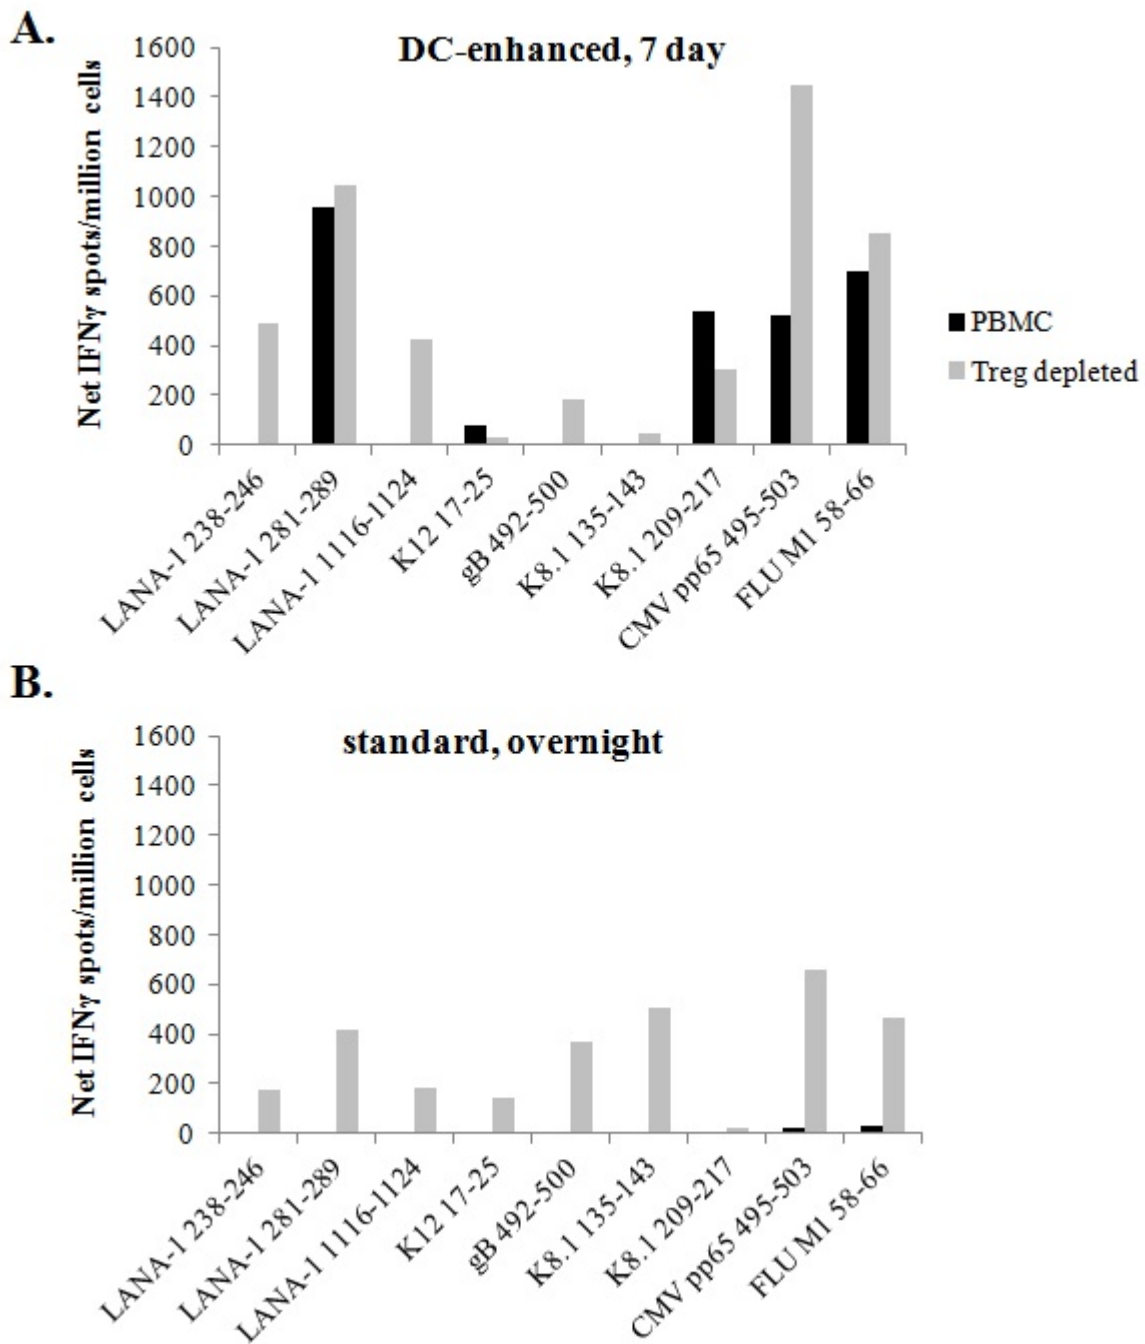 A.
DC-enhanced, 7 day
Net IFNγ spots/million cells
1600
1400
1200
1000
800
600
400
200
0
LANA-1 238-246
LANA-1 281-289
LANA-1 1116-1124
K12 17-25
gB 492-500
K8.1 135-143
K8.1 209-217
CMV pp65 495-503
FLU M1 58-66
PBMC
Treg depleted
B.
standard, overnight
Net IFNγ spots/million cells
1600
1400
1200
1000
800
600
400
200
0
LANA-1 238-246
LANA-1 281-289
LANA-1 1116-1124
K12 17-25
gB 492-500
K8.1 135-143
K8.1 209-217
CMV pp65 495-503
FLU M1 58-66